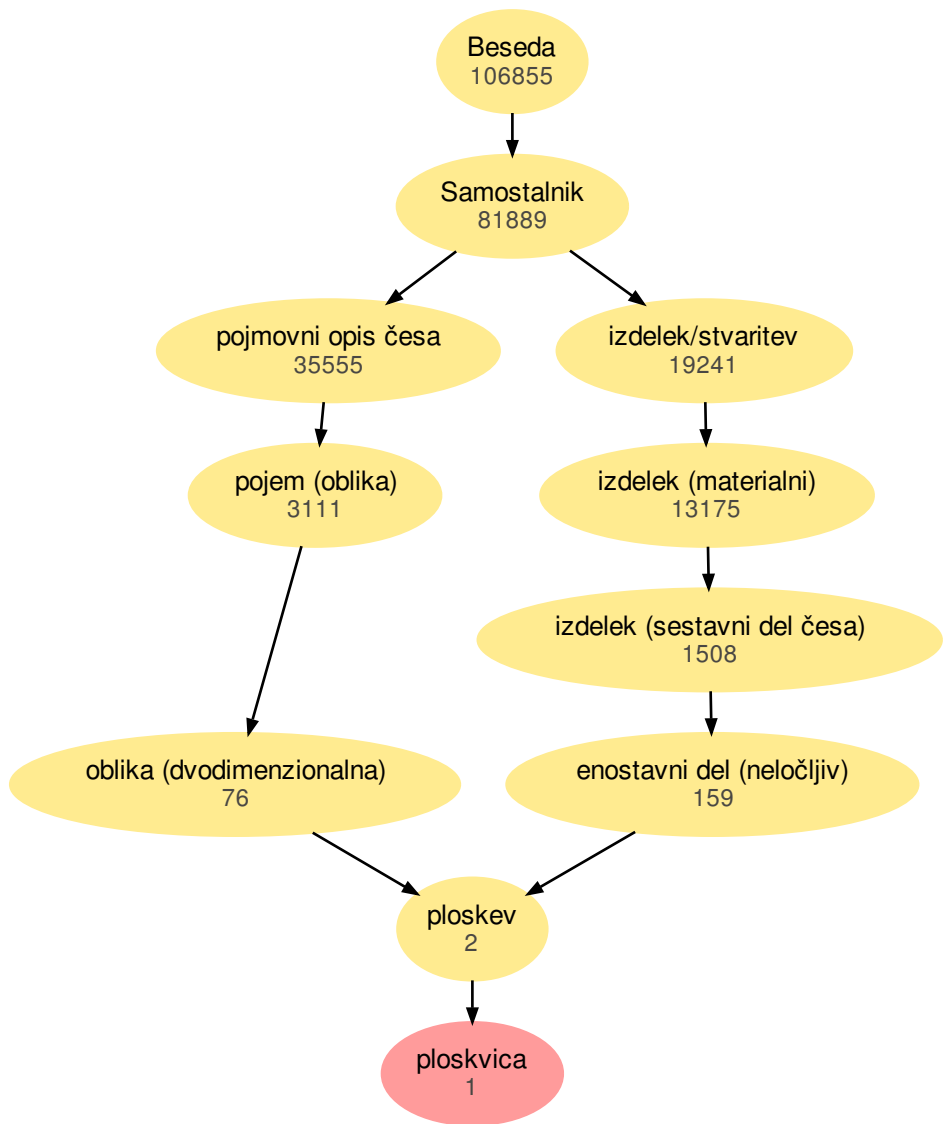 Beseda
106855
Samostalnik
81889
pojmovni opis česa
35555
izdelek/stvaritev
19241
pojem (oblika)
3111
izdelek (materialni)
13175
izdelek (sestavni del česa)
1508
oblika (dvodimenzionalna)
76
enostavni del (neločljiv)
159
ploskev
2
ploskvica
1